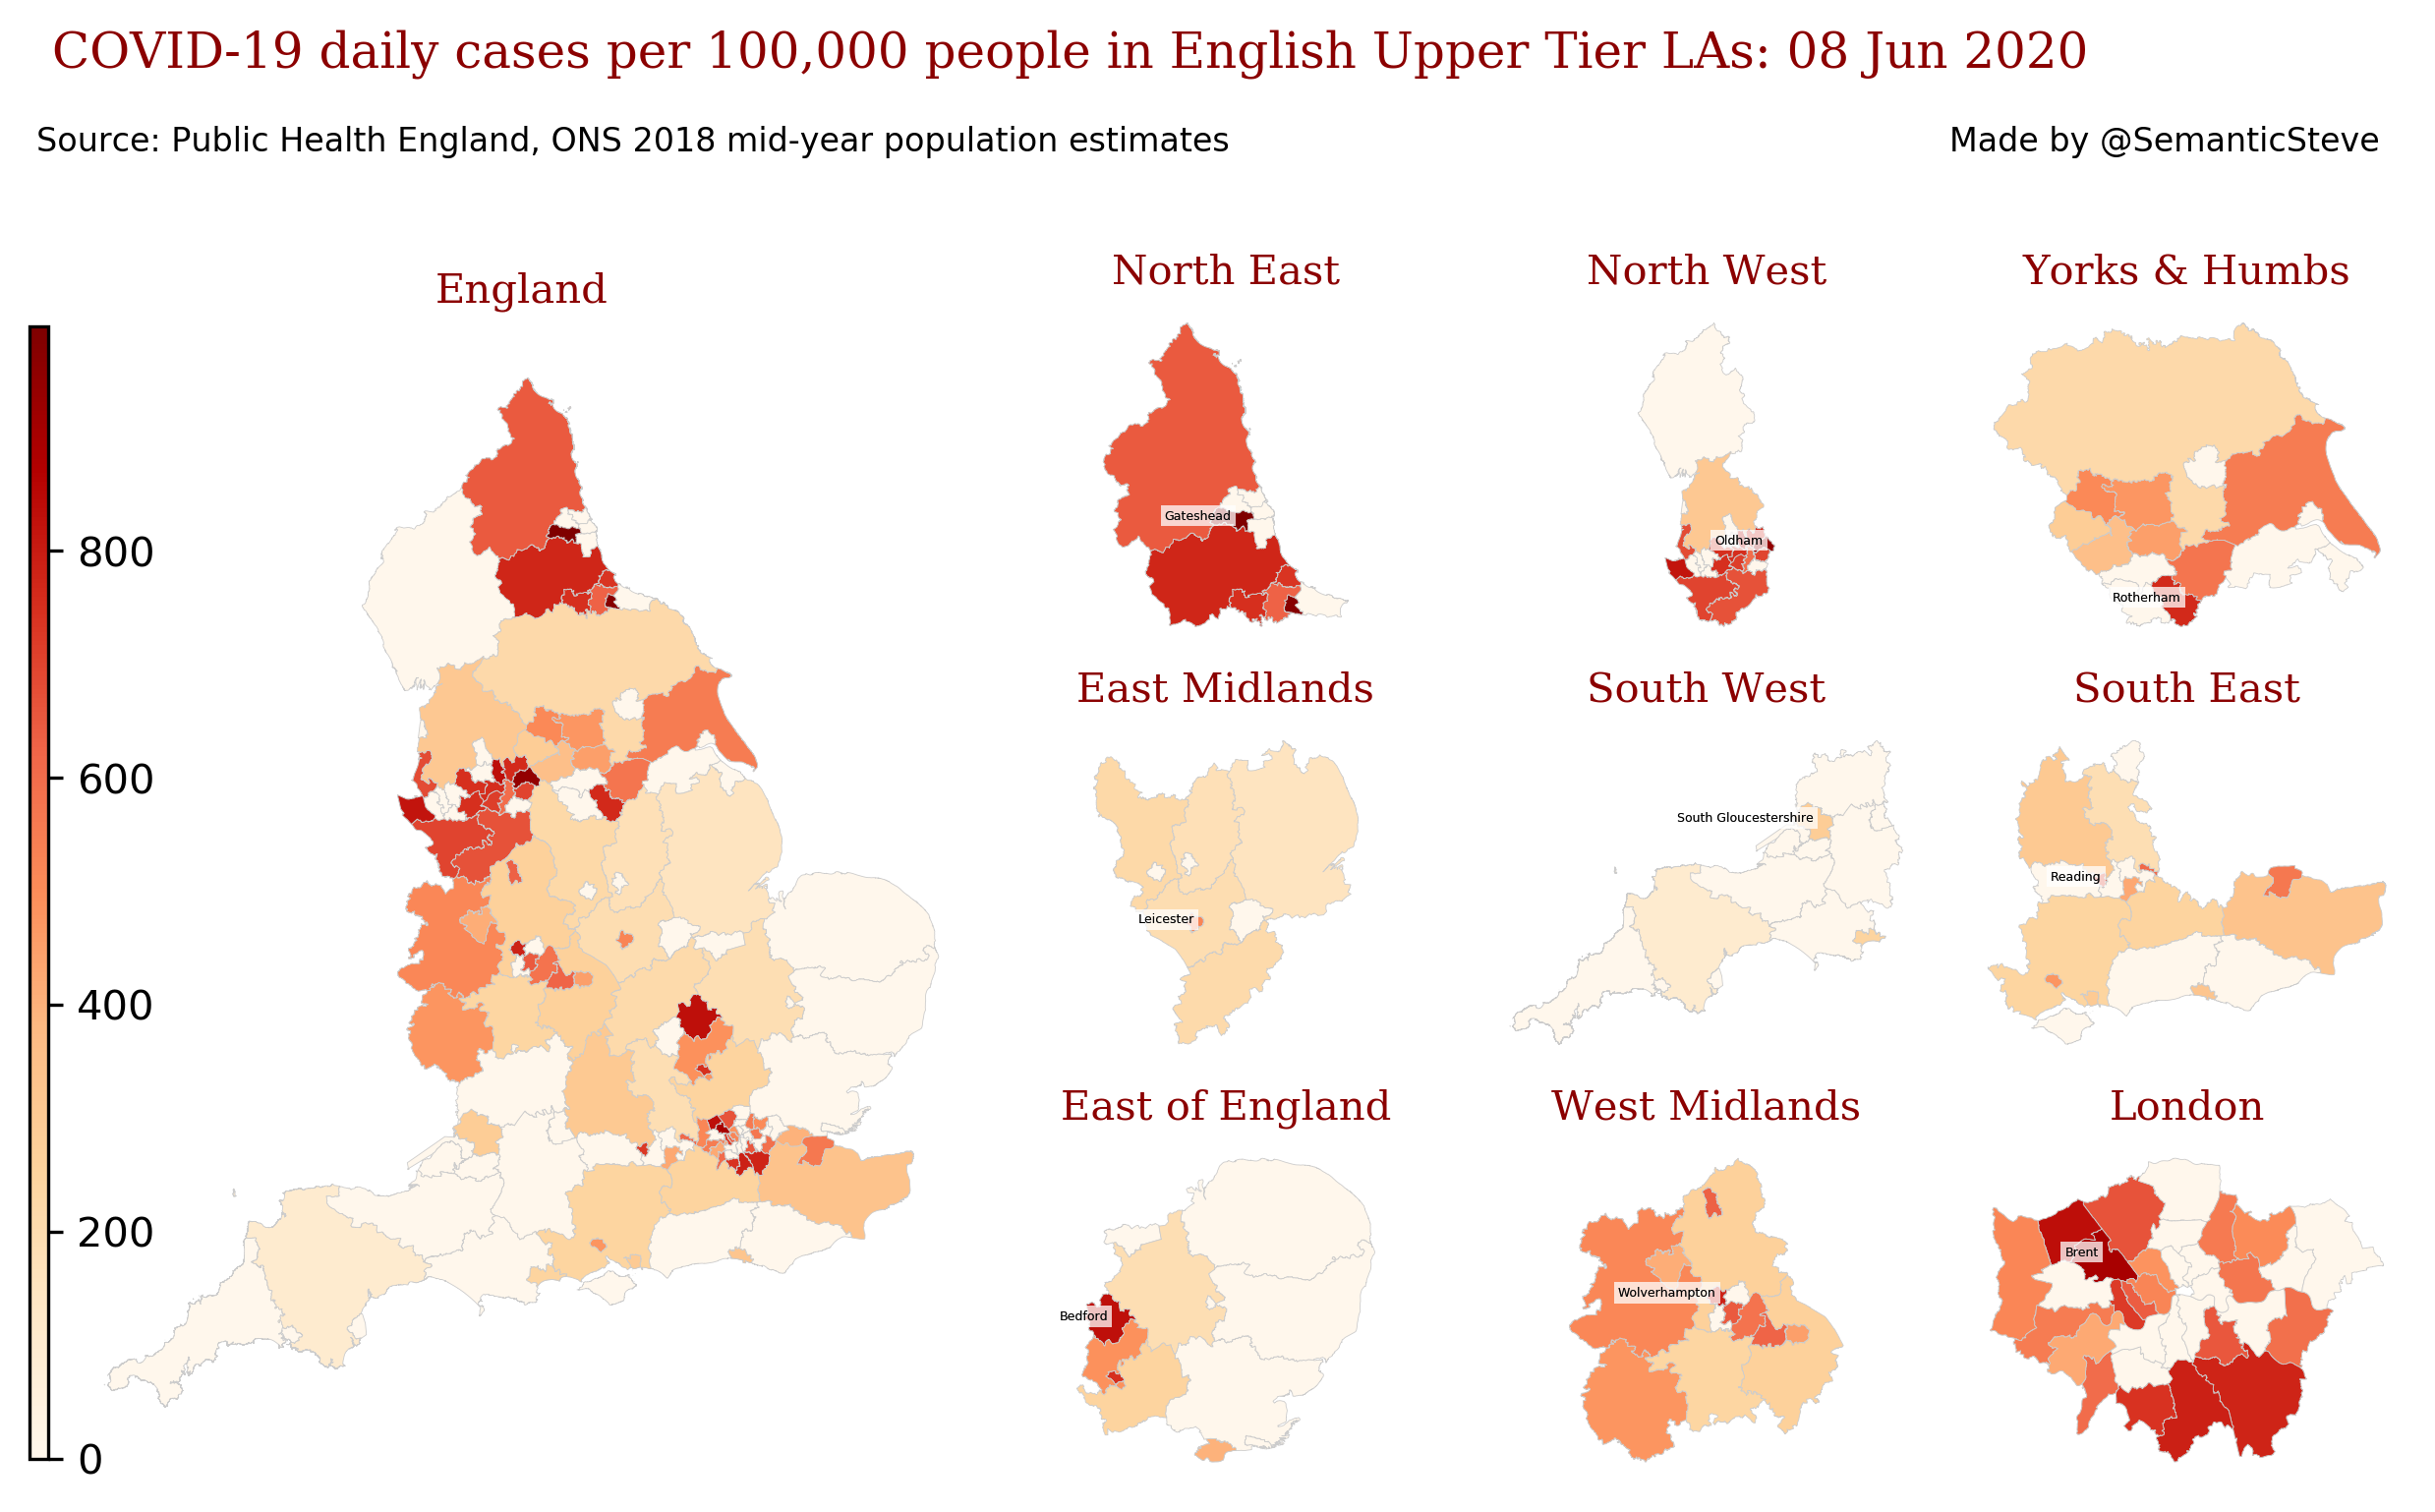 COVID-19 daily cases per 100,000 people in English Upper Tier LAs: 08 Jun 2020
Source: Public Health England, ONS 2018 mid-year population estimates
Made by @SemanticSteve
England
North East
North West
Yorks & Humbs
800
600
400
200
0
Gateshead
Oldham
Rotherham
East Midlands
South West
South East
Leicester
South Gloucestershire
Reading
East of England
West Midlands
London
Bedford
Wolverhampton
Brent